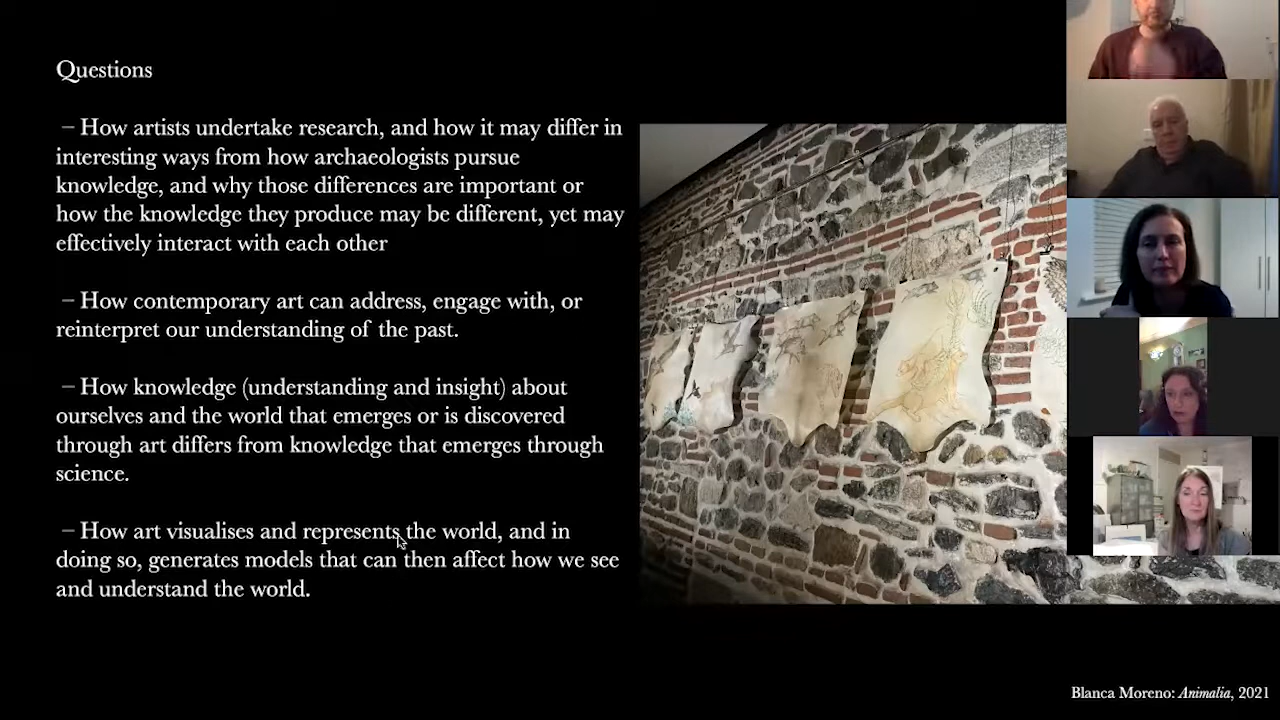 Questions
– How artists undertake research, and how it may differ in
interesting ways from how archaeologists pursue
knowledge, and why those differences are important or
how the knowledge they produce may be different, yet may
effectively interact with each other
– How contemporary art can address, engage with, or
reinterpret our understanding of the past.
– How knowledge (understanding and insight) about
ourselves and the world that emerges or is discovered
through art differs from knowledge that emerges through
science.
– How art visualises and represents the world, and in
doing so, generates models that can then affect how we see
and understand the world.
Blanca Moreno: Animalia, 2021